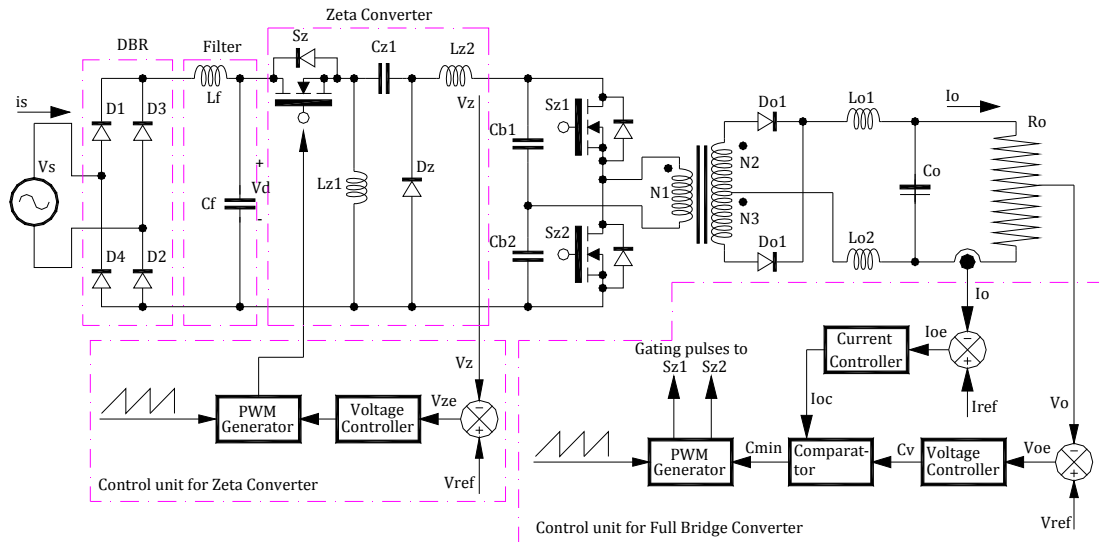 Zeta Converter
DBR
Filter
Sz
Cz1
Lz2
Lf
Vz
is
D1
D3
Vs
Cf
+
Vd
-
Lz1
Dz
D4
D2
Cb1
Cb2
Sz1
Sz2
N1
N2
N3
Do1
Do1
Lo1
Lo2
Co
Io
Ro
Io
Ioe
Current
Controller
Iref
Ioc
Gating pulses to
Sz1 Sz2
Vz
Vze
Voltage
Controller
PWM
Generator
−
+
Vref
Control unit for Zeta Converter
PWM
Generator
Cmin
Comparat-
tor
Cv
Voltage
Controller
Voe
Vo
−
+
−
+
Vref
Control unit for Full Bridge Converter